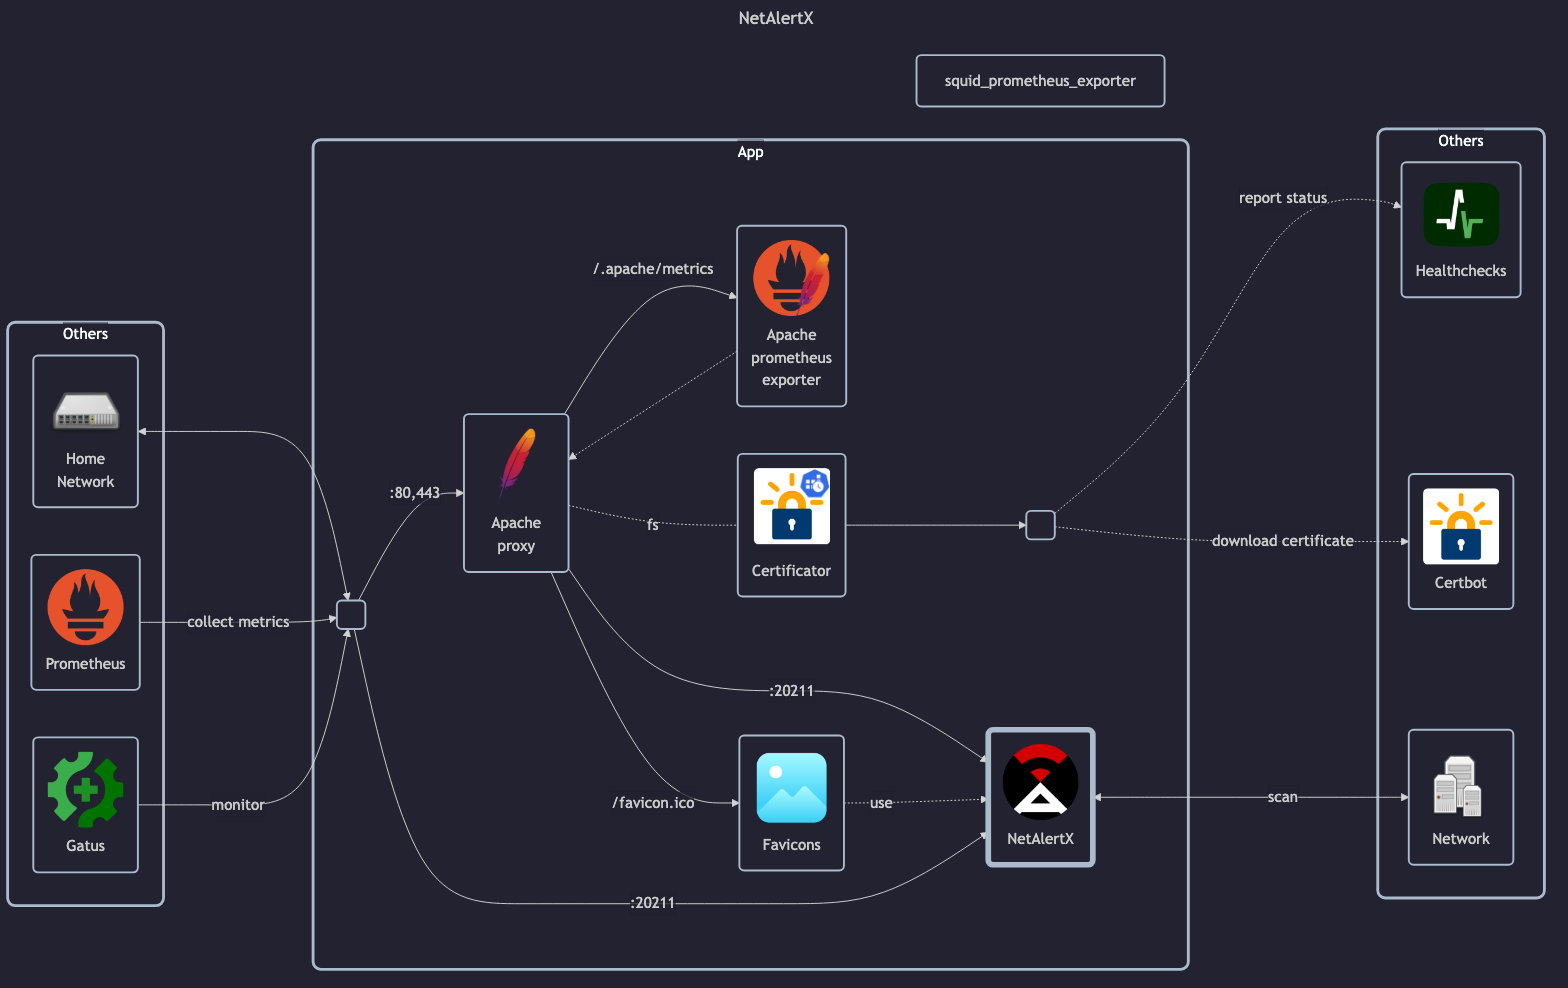 NetAlertX
squid_prometheus_exporter
App
Others
Home
Network
Prometheus
Gatus
collect metrics
monitor
:80,443
Apache
proxy
/.apache/metrics
Apache
prometheus
exporter
fs
Certificator
:20211
/favicon.ico
Favicons
use
NetAlertX
:20211
Others
report status
Healthchecks
download certificate
Certbot
scan
Network